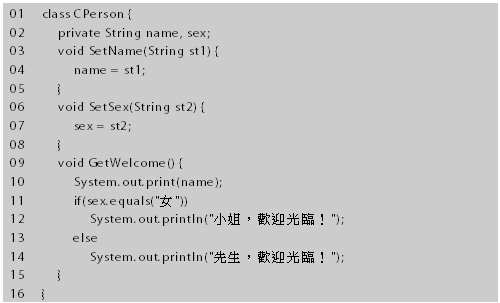 01 class CPerson {
02 private String name, sex;
03 void SetName(String st1) {
04 name = st1;
05 }
06 void SetSex(String st2) {
07 sex = st2;
08 }
09 void GetWelcome() {
10 System.out.print(name);
11 if(sex.equals("女"))
12 System.out.println("小姐，歡迎光臨！");
13 else
14 System.out.println("先生，歡迎光臨！");
15 }
16 }